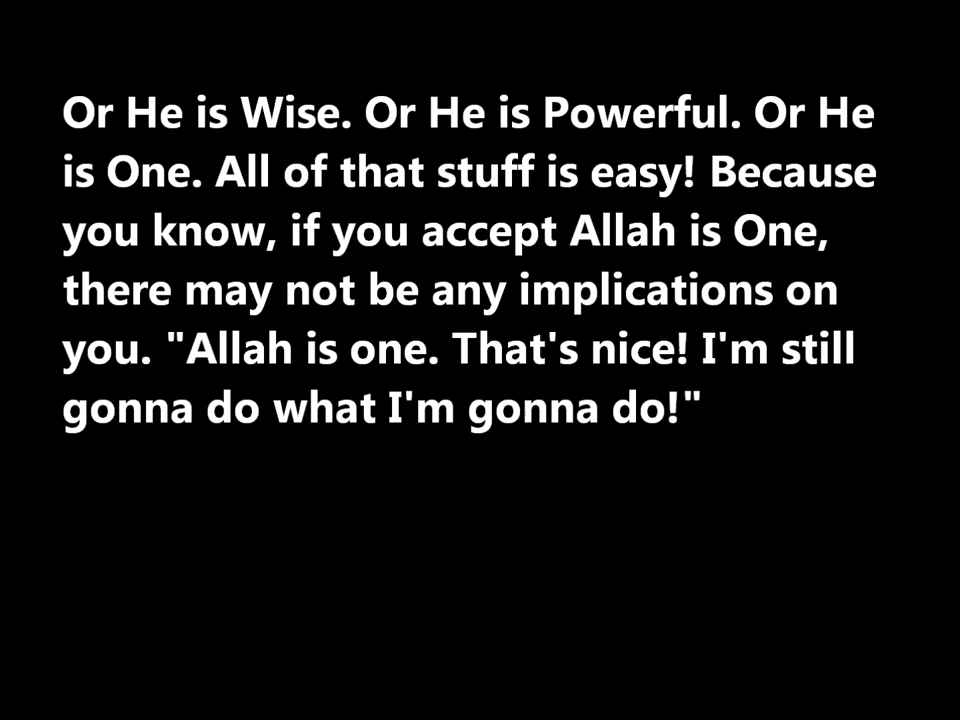 Or He is Wise. Or He is Powerful. Or He
is One. All of that stuff is easy! Because
you know, if you accept Allah is One,
there may not be any implications on
you. "Allah is one. That's nice! I'm still
gonna do what I'm gonna do!"